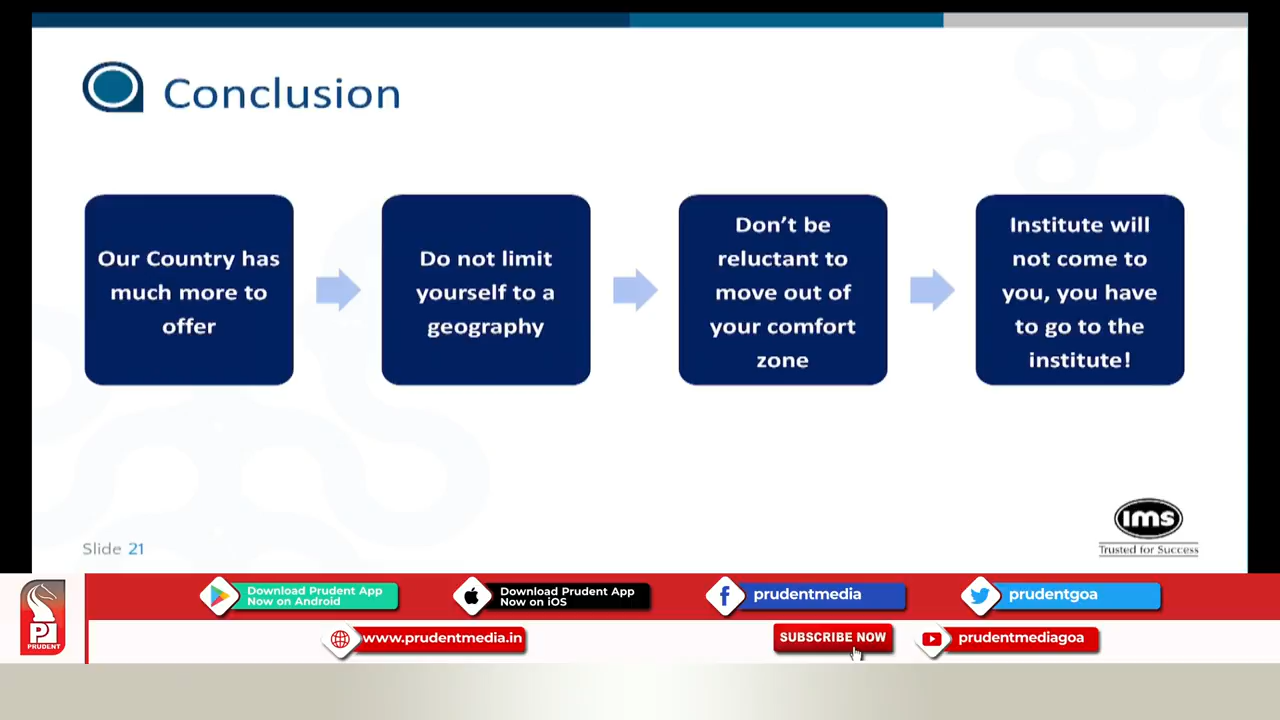 Conclusion
Our Country has
much more to
offer
Do not limit
yourself to a
geography
Don't be
reluctant to
move out of
your comfort
zone
Institute will
not come to
you, you have
to go to the
institute!
Slide 21
ims
Trusted for Success
PI
PRUDENT
Download Prudent App
Now on Android
Download Prudent App
Now on iOS
prudentmedia
prudentgoa
www.prudentmedia.in
SUBSCRIBE NOW
prudentmediagoa